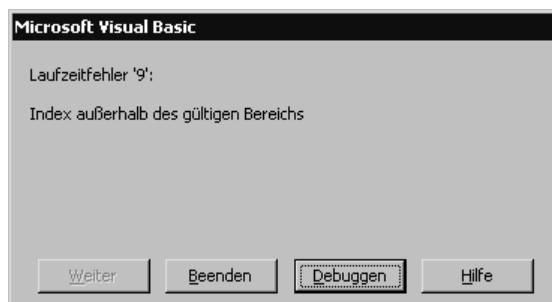 Microsoft Visual Basic
Laufzeitfehler '9':
Index außerhalb des gültigen Bereichs
Weiter
Beenden
Debuggen
Hilfe